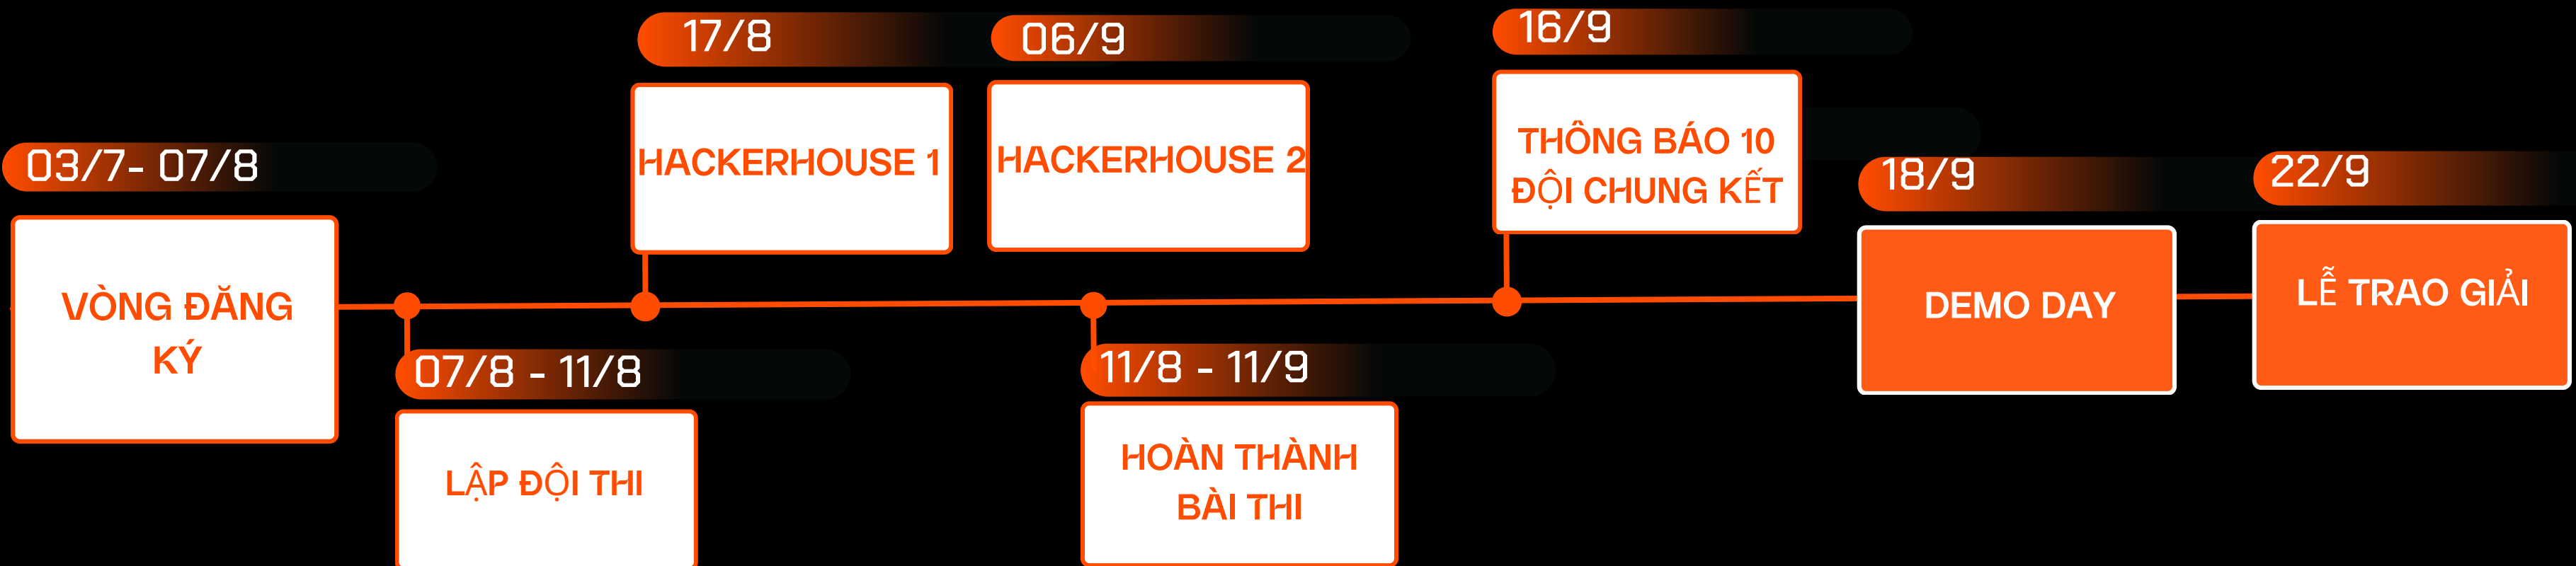 03/7- 07/8
VÒNG ĐĂNG
KÝ
07/8 - 11/8
LẬP ĐỘI THI
17/8
HACKERHOUSE 1
06/9
HACKERHOUSE 2
11/8 - 11/9
HOÀN THÀNH
BÀI THI
16/9
THÔNG BÁO 10
ĐỘI CHUNG KẾT
18/9
DEMO DAY
22/9
LỄ TRAO GIẢI